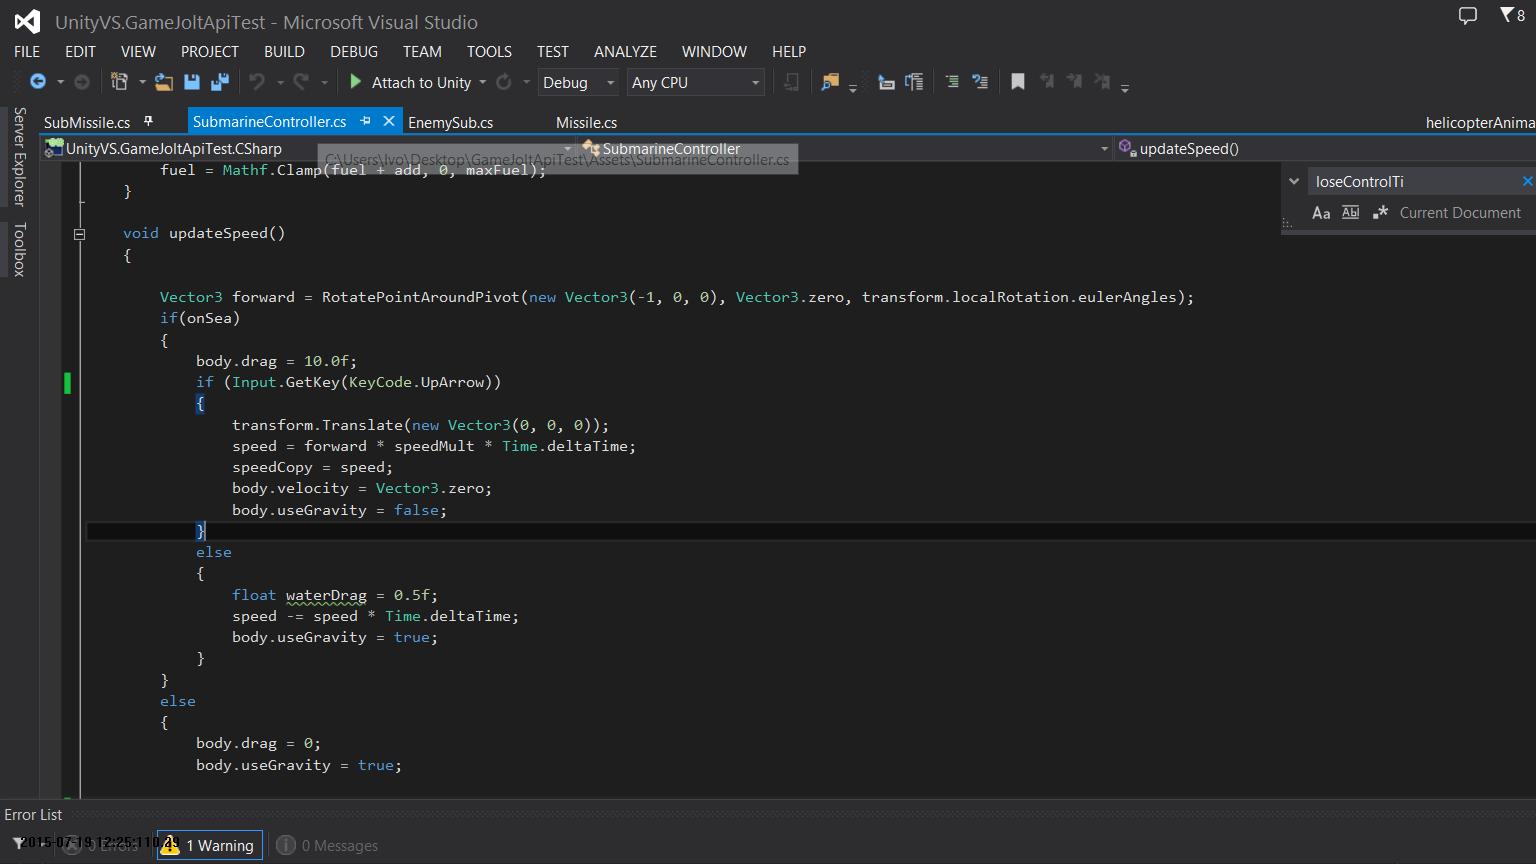 UnityVS.GameJoltApiTest - Microsoft Visual Studio
8
FILE EDIT VIEW PROJECT BUILD DEBUG TEAM TOOLS TEST ANALYZE WINDOW HELP
Attach to Unity Debug Any CPU
Server Explorer
Toolbox
SubMissile.cs SubmarineController.cs EnemySub.cs Missile.cs helicopterAnima
UnityVS.GameJoltApiTest.CSharp SubmarineController updateSpeed()
C:\Users\Ivo\Desktop\GameJoltApiTest\Assets\SubmarineController.cs
loseControlTi
Aa Abl .* Current Document
fuel = Mathf.Clamp(fuel + add, 0, maxFuel);
}
void updateSpeed()
{
Vector3 forward = RotatePointAroundPivot(new Vector3(-1, 0, 0), Vector3.zero, transform.localRotation.eulerAngles);
if(onSea)
{
body.drag = 10.0f;
if (Input.GetKey(KeyCode.UpArrow))
{
transform.Translate(new Vector3(0, 0, 0));
speed = forward * speedMult * Time.deltaTime;
speedCopy = speed;
body.velocity = Vector3.zero;
body.useGravity = false;
}
else
{
float waterDrag = 0.5f;
speed -= speed * Time.deltaTime;
body.useGravity = true;
}
}
else
{
body.drag = 0;
body.useGravity = true;
Error List
0 Errors 1 Warning 0 Messages